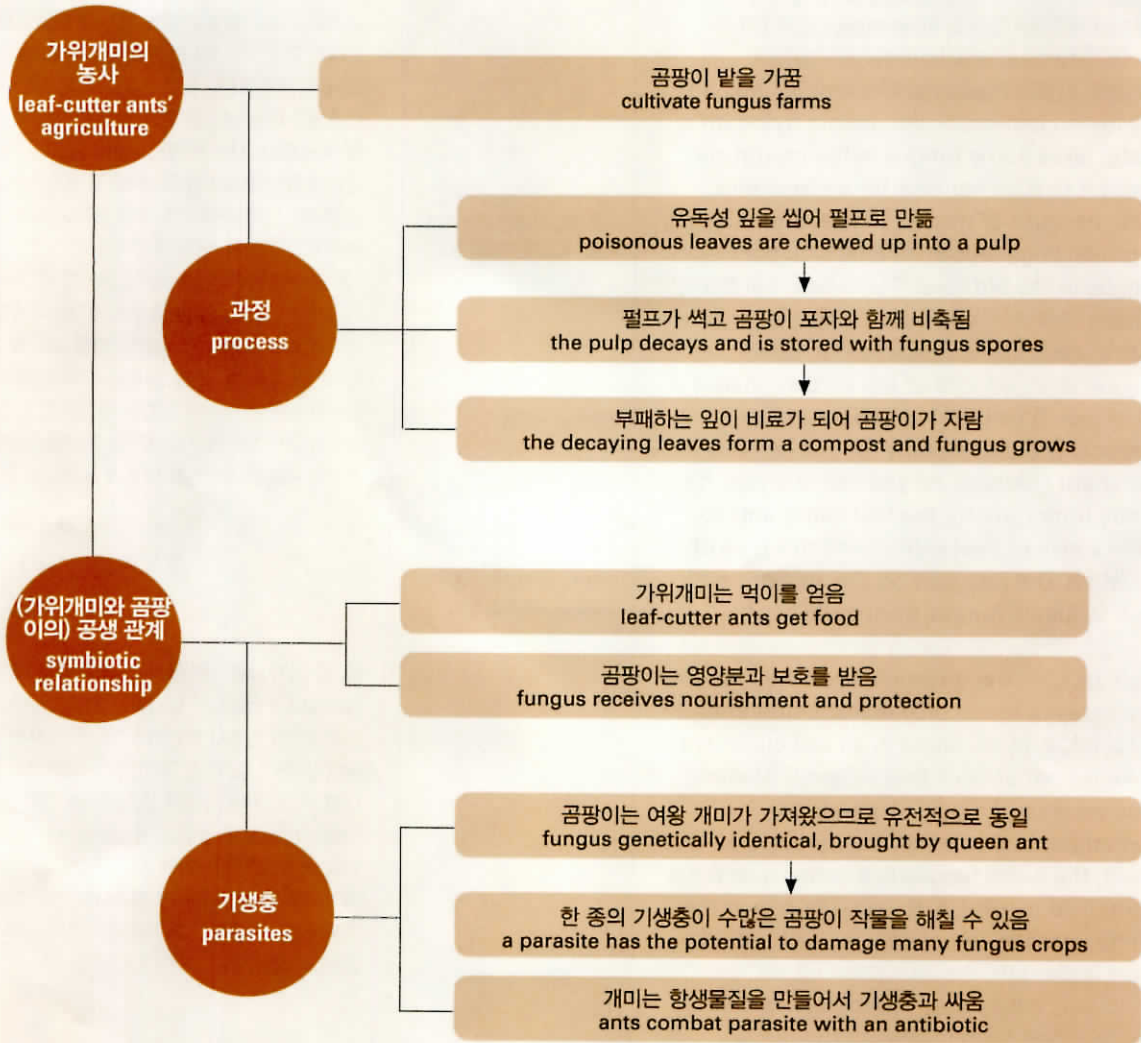 가위개미의
농사
leaf-cutter ants'
agriculture
곰팡이 밭을 가꿈
cultivate fungus farms
과정
process
유독성 잎을 씹어 펄프로 만듦
poisonous leaves are chewed up into a pulp
펄프가 썩고 곰팡이 포자와 함께 비축됨
the pulp decays and is stored with fungus spores
부패하는 잎이 비료가 되어 곰팡이가 자람
the decaying leaves form a compost and fungus grows
(가위개미와 곰팡
이의) 공생 관계
symbiotic
relationship
가위개미는 먹이를 얻음
leaf-cutter ants get food
곰팡이는 영양분과 보호를 받음
fungus receives nourishment and protection
기생충
parasites
곰팡이는 여왕 개미가 가져왔으므로 유전적으로 동일
fungus genetically identical, brought by queen ant
한 종의 기생충이 수많은 곰팡이 작물을 해칠 수 있음
a parasite has the potential to damage many fungus crops
개미는 항생물질을 만들어서 기생충과 싸움
ants combat parasite with an antibiotic